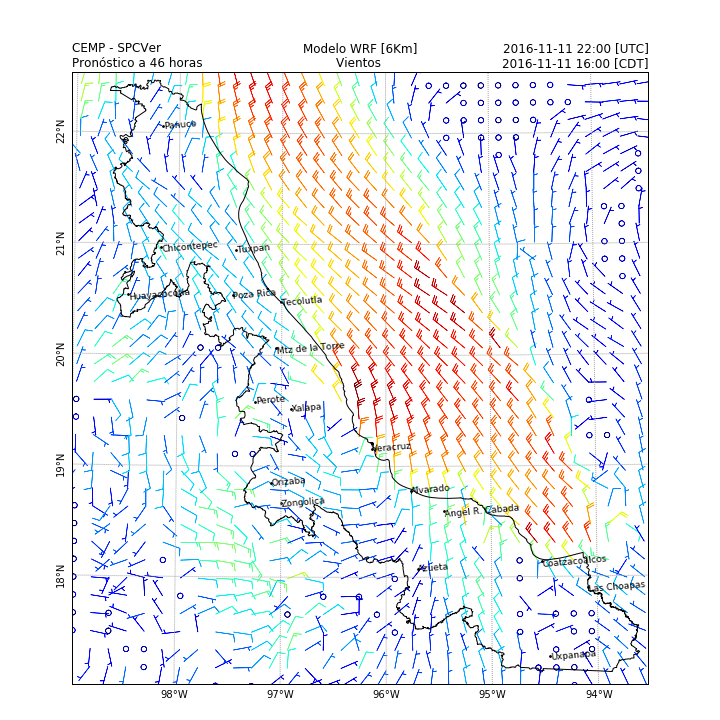 CEMP - SPCVer
Modelo WRF [6Km]
2016-11-11 22:00 [UTC]
Pronóstico a 46 horas
Vientos
2016-11-11 16:00 [CDT]
22°N
Panuco
21°N
Chicontepec
Tuxpan
Huayacocotla
Poza Rica
Tecolutla
20°N
Mtz de la Torre
Perote
Xalapa
19°N
Veracruz
Orizaba
Alvarado
Zongolica
Angel R. Cabada
18°N
Azueta
Coatzacoalcos
Las Choapas
Uxpanapa
98°W
97°W
96°W
95°W
94°W